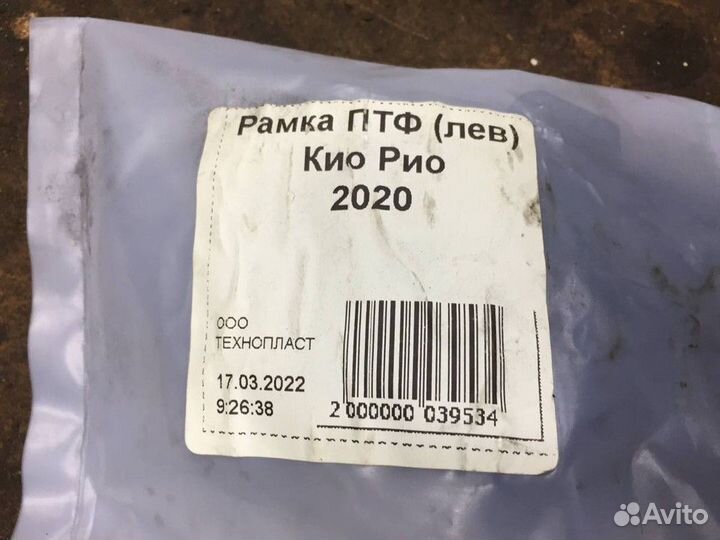 Рамка ПТФ (лев)
Кио Рио
2020
ООО
ТЕХНОПЛАСТ
17.03.2022
9:26:38
2 000000 039534
Avito